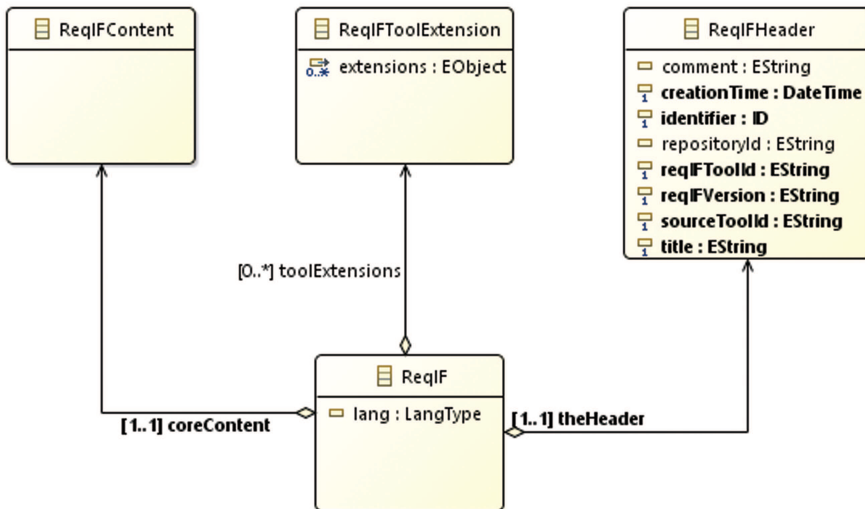 ReqIFContent
ReqIFToolExtension
0..*
extensions : EObject
ReqIFHeader
comment : EString
1
creationTime : DateTime
1
identifier : ID
repositoryId : EString
1
reqIFToolId : EString
1
reqIFVersion : EString
1
sourceToolId : EString
1
title : EString
[0..*] toolExtensions
ReqIF
lang : LangType
[1..1] coreContent
[1..1] theHeader